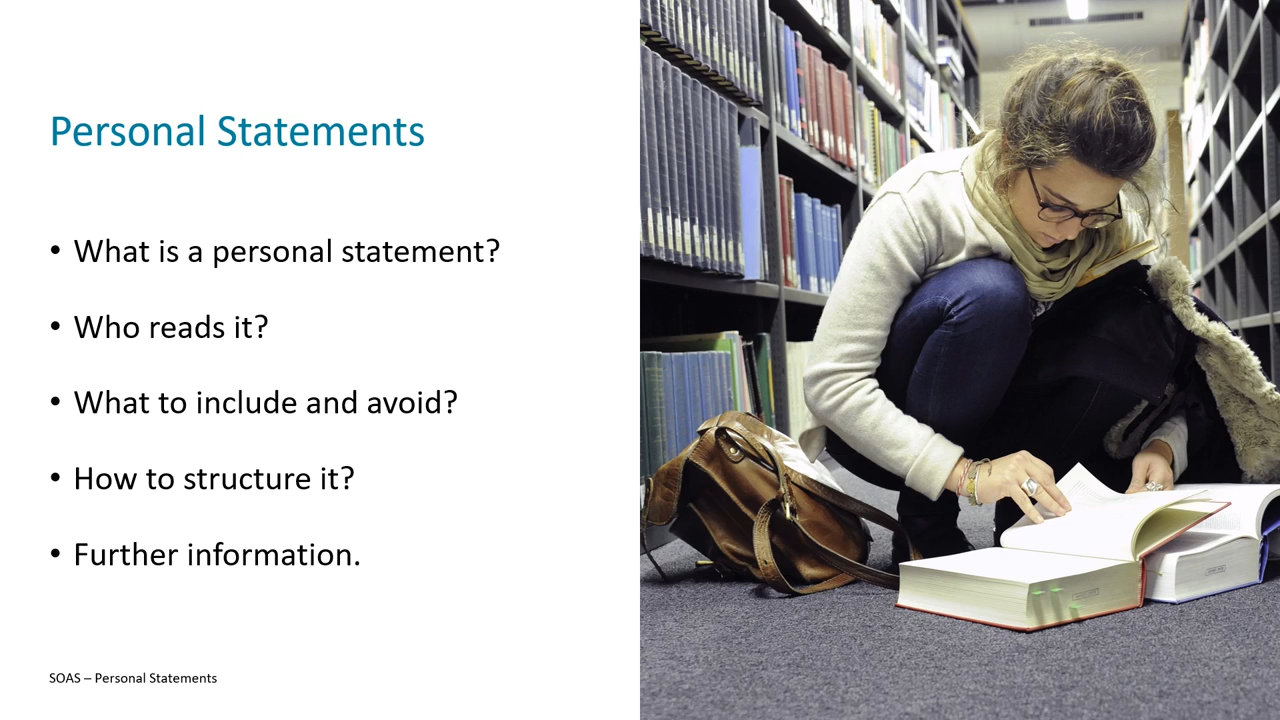 Personal Statements
• What is a personal statement?
• Who reads it?
• What to include and avoid?
• How to structure it?
• Further information.
SOAS – Personal Statements